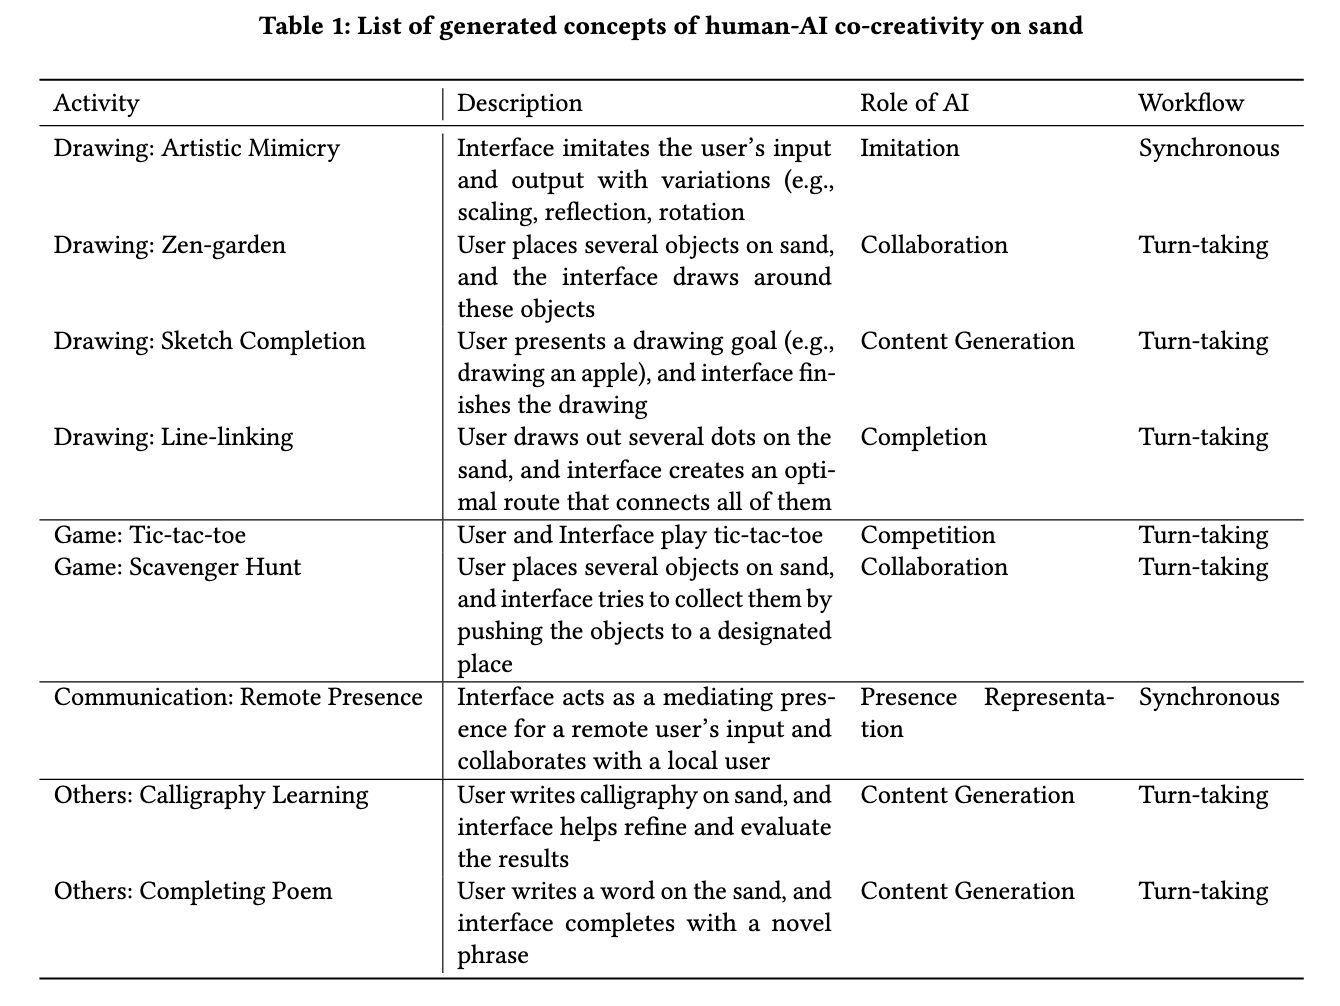 Table 1: List of generated concepts of human-AI co-creativity on sand
Activity Description Role of AI Workflow
Drawing: Artistic Mimicry Interface imitates the user's input Imitation Synchronous
and output with variations (e.g.,
scaling, reflection, rotation
Drawing: Zen-garden User places several objects on sand, Collaboration Turn-taking
and the interface draws around
these objects
Drawing: Sketch Completion User presents a drawing goal (e.g., Content Generation Turn-taking
drawing an apple), and interface fin-
ishes the drawing
Drawing: Line-linking User draws out several dots on the Completion Turn-taking
sand, and interface creates an opti-
mal route that connects all of them
Game: Tic-tac-toe User and Interface play tic-tac-toe Competition Turn-taking
Game: Scavenger Hunt User places several objects on sand, Collaboration Turn-taking
and interface tries to collect them by
pushing the objects to a designated
place
Communication: Remote Presence Interface acts as a mediating pres- Presence Representa- Synchronous
ence for a remote user's input and tion
collaborates with a local user
Others: Calligraphy Learning User writes calligraphy on sand, and Content Generation Turn-taking
interface helps refine and evaluate
the results
Others: Completing Poem User writes a word on the sand, and Content Generation Turn-taking
interface completes with a novel
phrase